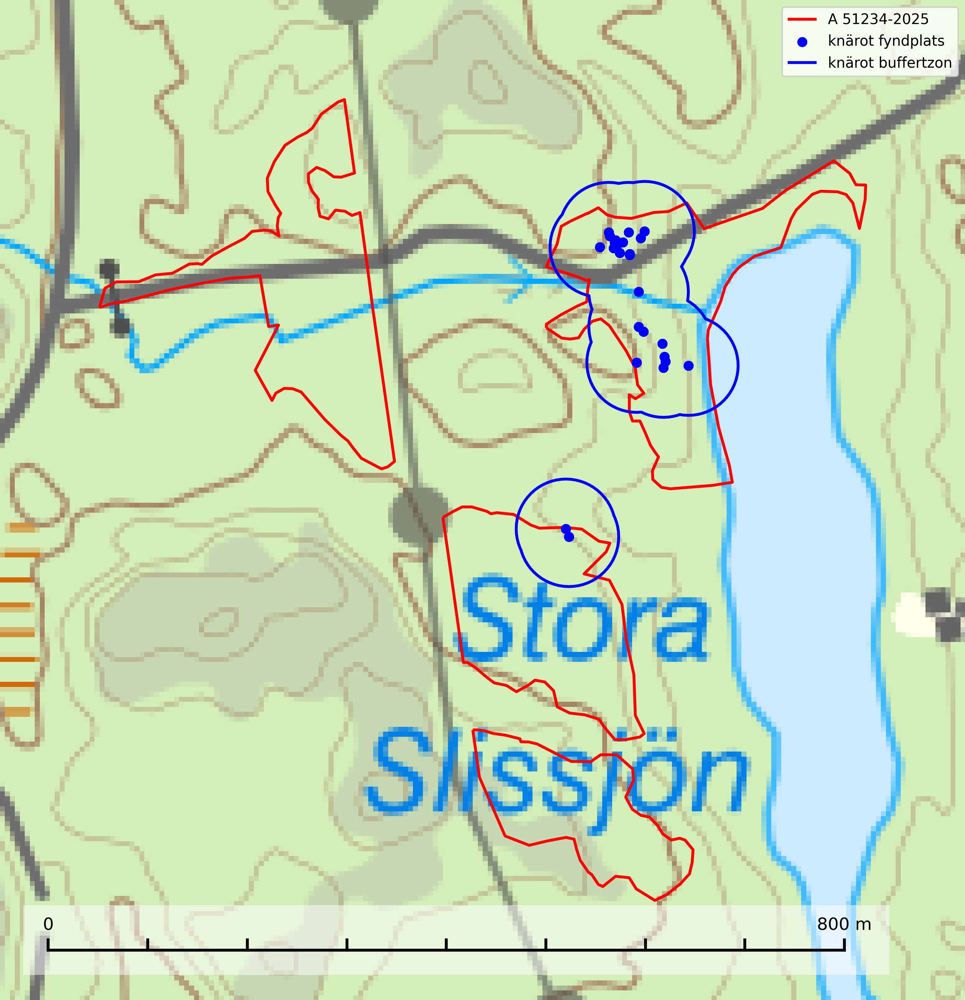 A 51234-2025
knärot fyndplats
knärot buffertzon
Stora
Slissjön
0 800 m